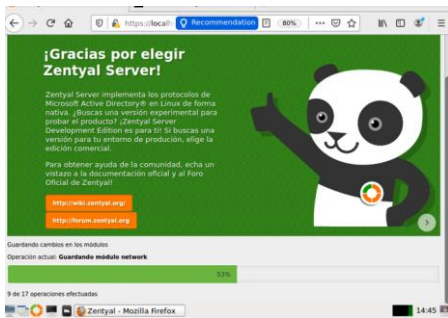 https://localh
Recommendation
80%
¡Gracias por elegir
Zentyal Server!
Zentyal Server implementa los protocolos de
Microsoft Active Directory® en Linux de forma
nativa. ¿Buscas una versión experimental para
probar el producto? ¡Zentyal Server
Development Edition es para ti! Si buscas una
versión para tu entorno de produción, elige la
edición comercial.
Para obtener ayuda de la comunidad, echa un
vistazo a la documentación oficial y al Foro
Oficial de Zentyal!
http://wiki.zentyal.org/
http://forum.zentyal.org
Guardando cambios en los módulos
Operación actual: Guardando módulo network
53%
9 de 17 operaciones efectuadas
Zentyal - Mozilla Firefox
14:45